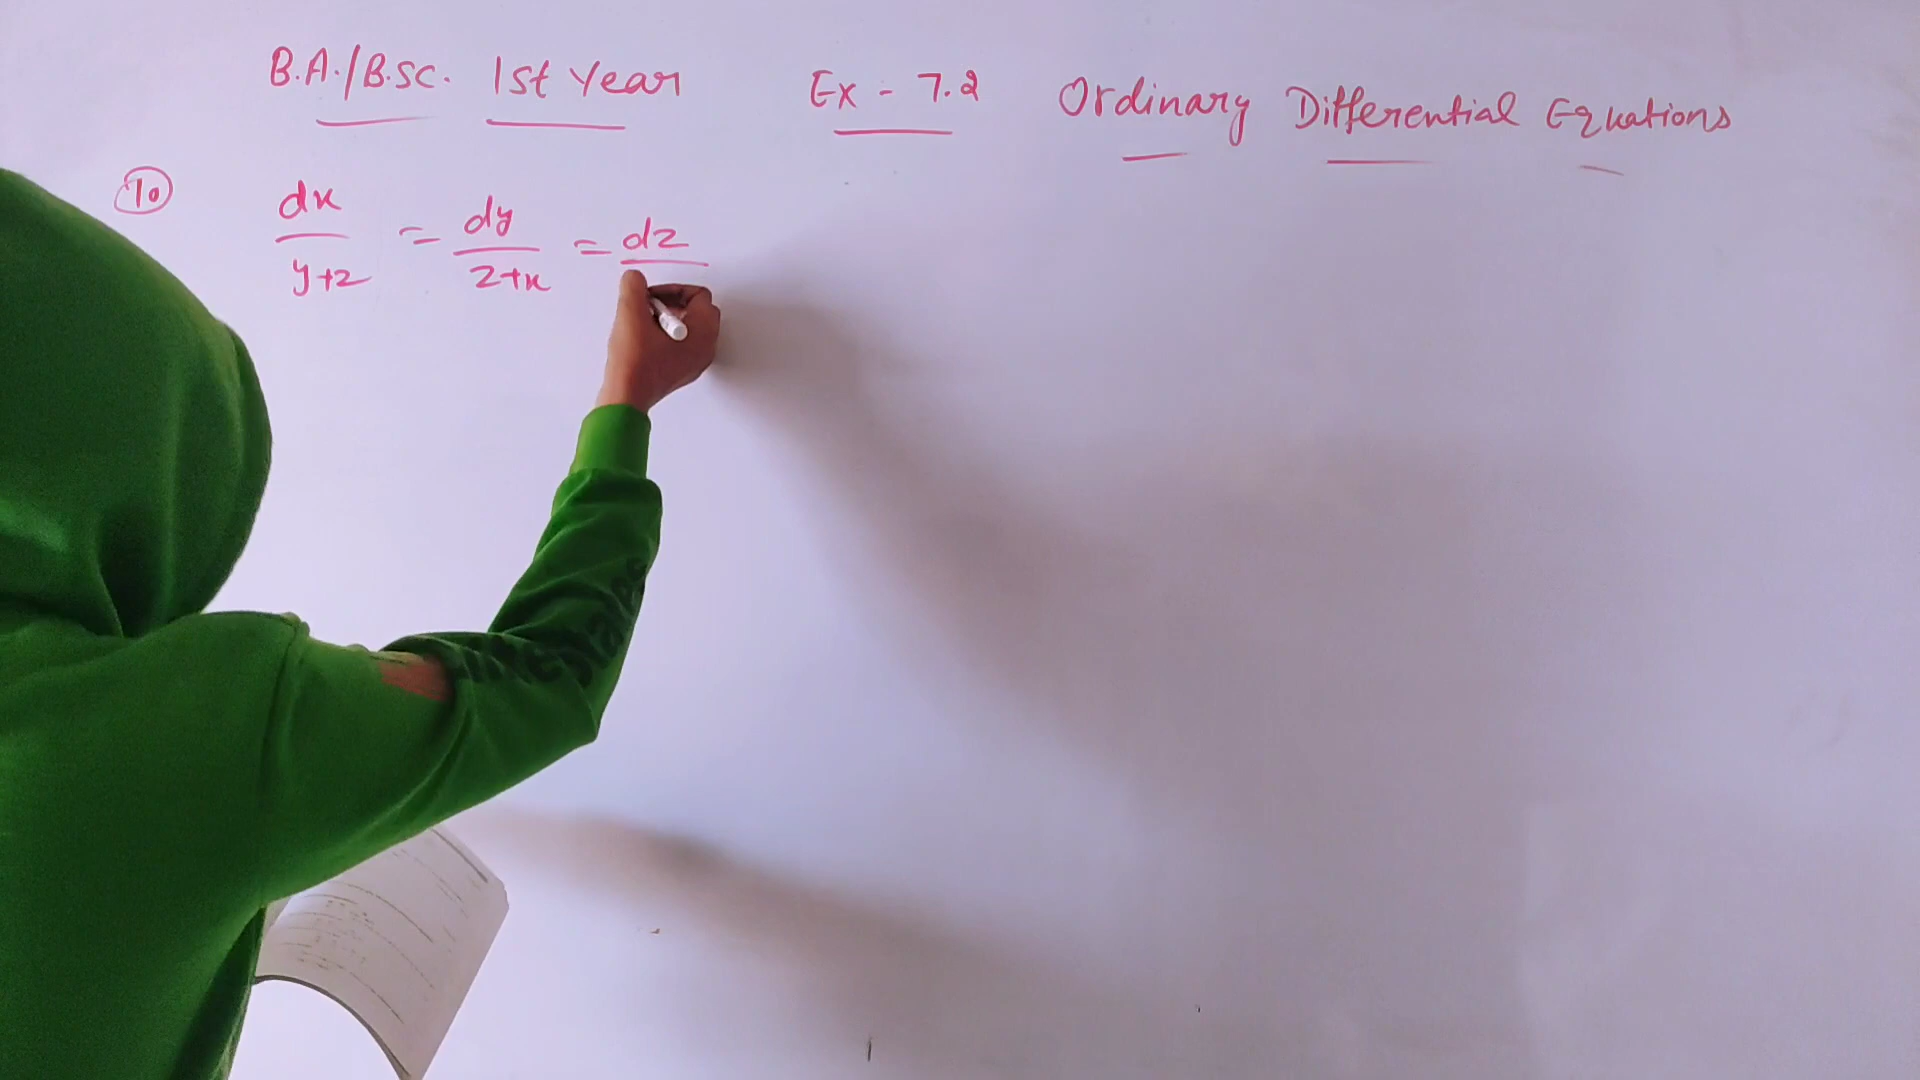 B.A./B.SC. 1st Year Ex - 7.2 Ordinary Differential Equations
10 dx/y+z = dy/z+x = dz/